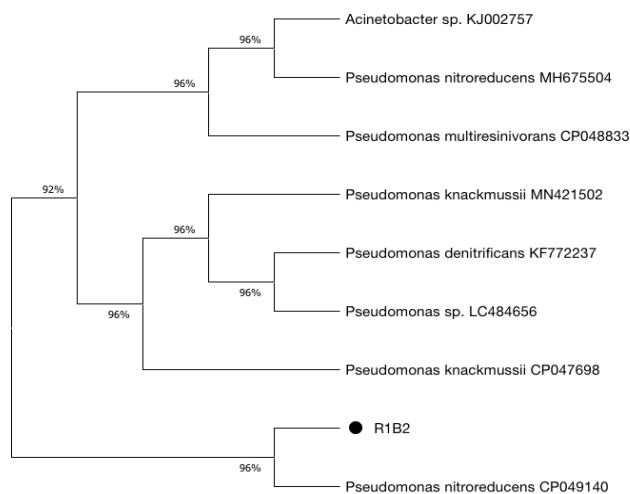 Acinetobacter sp. KJ002757
96%
Pseudomonas nitroreducens MH675504
96%
Pseudomonas multiresinivorans CP048833
92%
Pseudomonas knackmussii MN421502
96%
Pseudomonas denitrificans KF772237
96%
Pseudomonas sp. LC484656
96%
Pseudomonas knackmussii CP047698
R1B2
96%
Pseudomonas nitroreducens CP049140